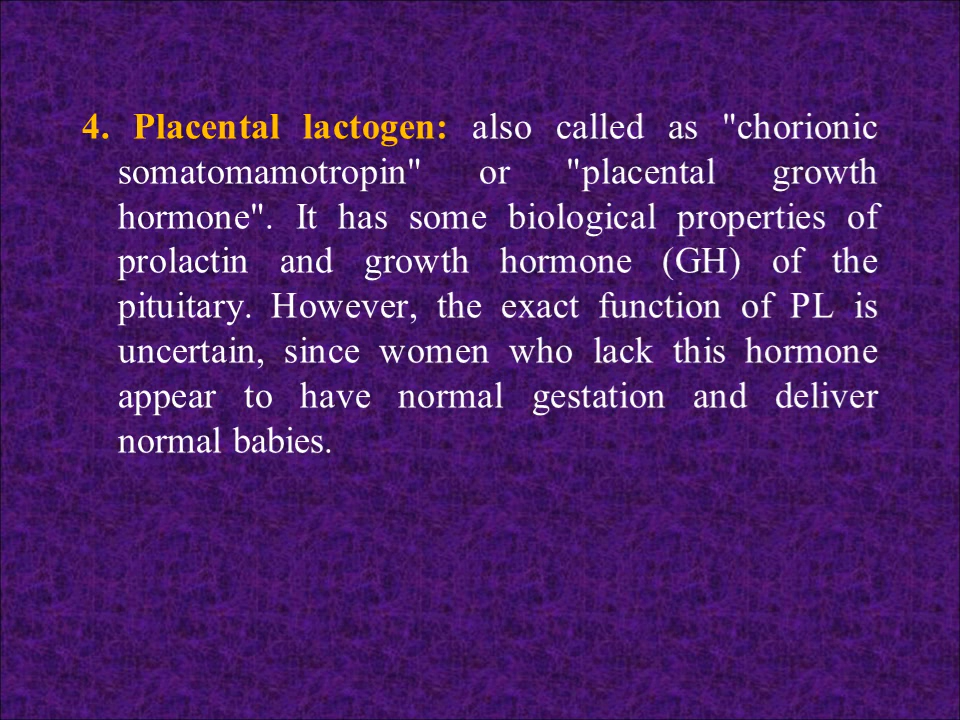 4. Placental lactogen: also called as "chorionic
somatomamotropin" or "placental growth
hormone". It has some biological properties of
prolactin and growth hormone (GH) of the
pituitary. However, the exact function of PL is
uncertain, since women who lack this hormone
appear to have normal gestation and deliver
normal babies.